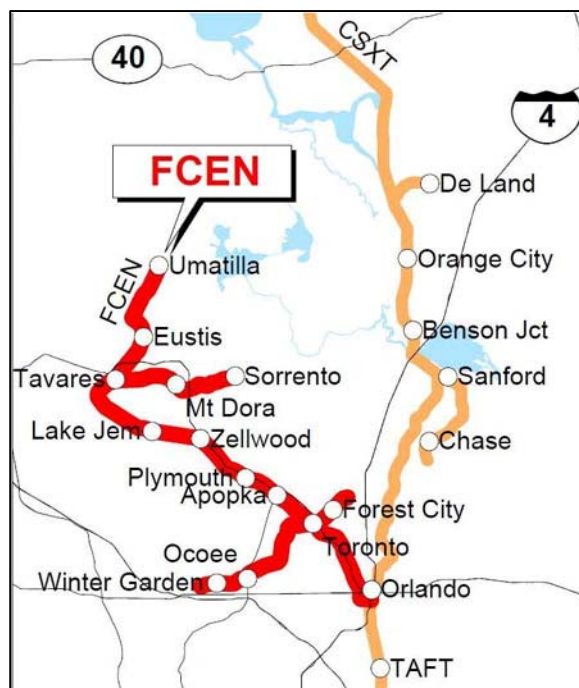 CSXT
40
4
FCEN
De Land
Umatilla
Orange City
FCEN
Eustis
Benson Jct
Tavares
Sorrento
Sanford
Mt Dora
Lake Jem
Zellwood
Chase
Plymouth
Apopka
Forest City
Toronto
Ocoee
Winter Garden
Orlando
TAFT